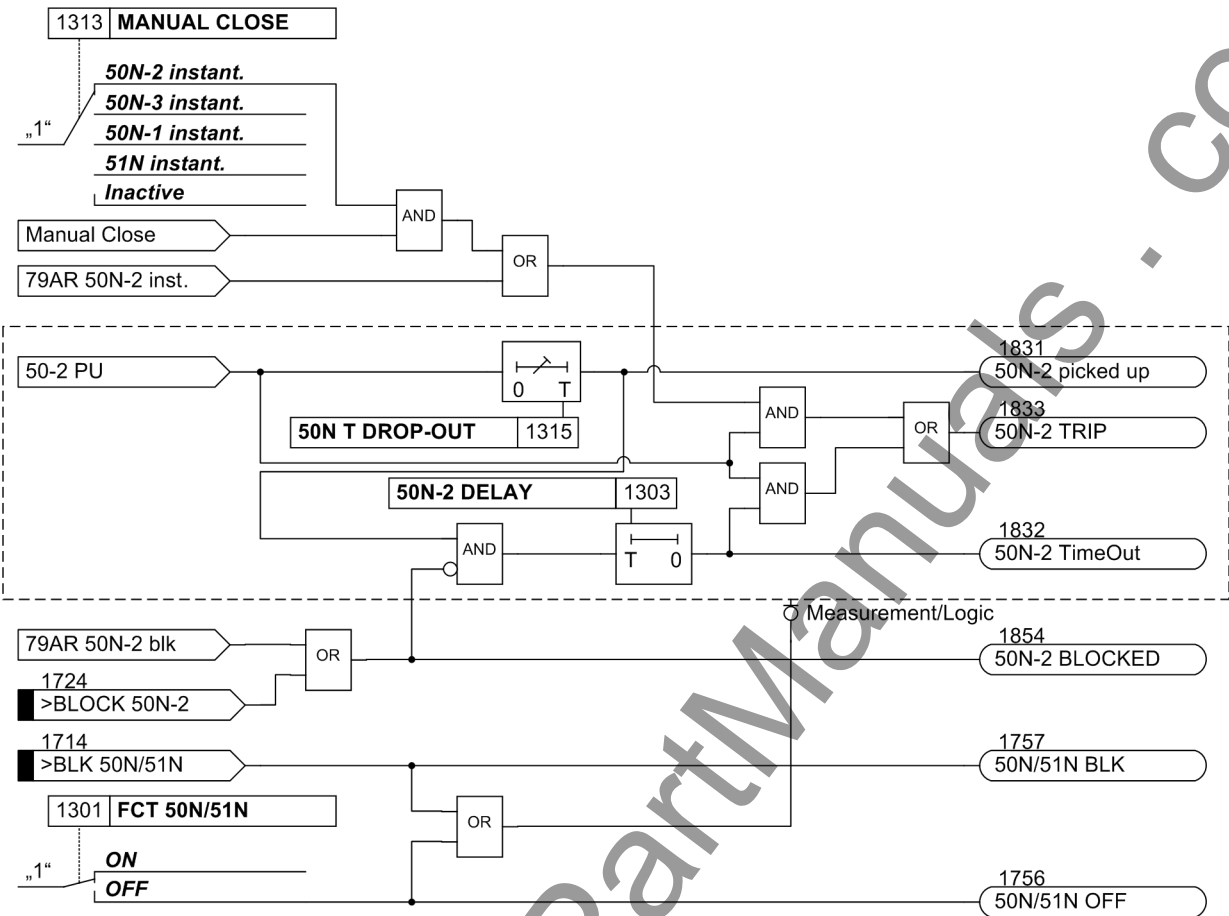 1313 MANUAL CLOSE
50N-2 instant.
50N-3 instant.
„1“
50N-1 instant.
51N instant.
Inactive
AND
Manual Close
OR
79AR 50N-2 inst.
50-2 PU
0 T
1831
50N-2 picked up
AND
1833
50N T DROP-OUT 1315
OR
50N-2 TRIP
50N-2 DELAY 1303
AND
AND
T 0
1832
50N-2 TimeOut
Measurement/Logic
79AR 50N-2 blk
OR
1854
50N-2 BLOCKED
1724
>BLOCK 50N-2
1714
>BLK 50N/51N
1757
50N/51N BLK
1301 FCT 50N/51N
OR
„1“
ON
OFF
1756
50N/51N OFF
PartManuals . co